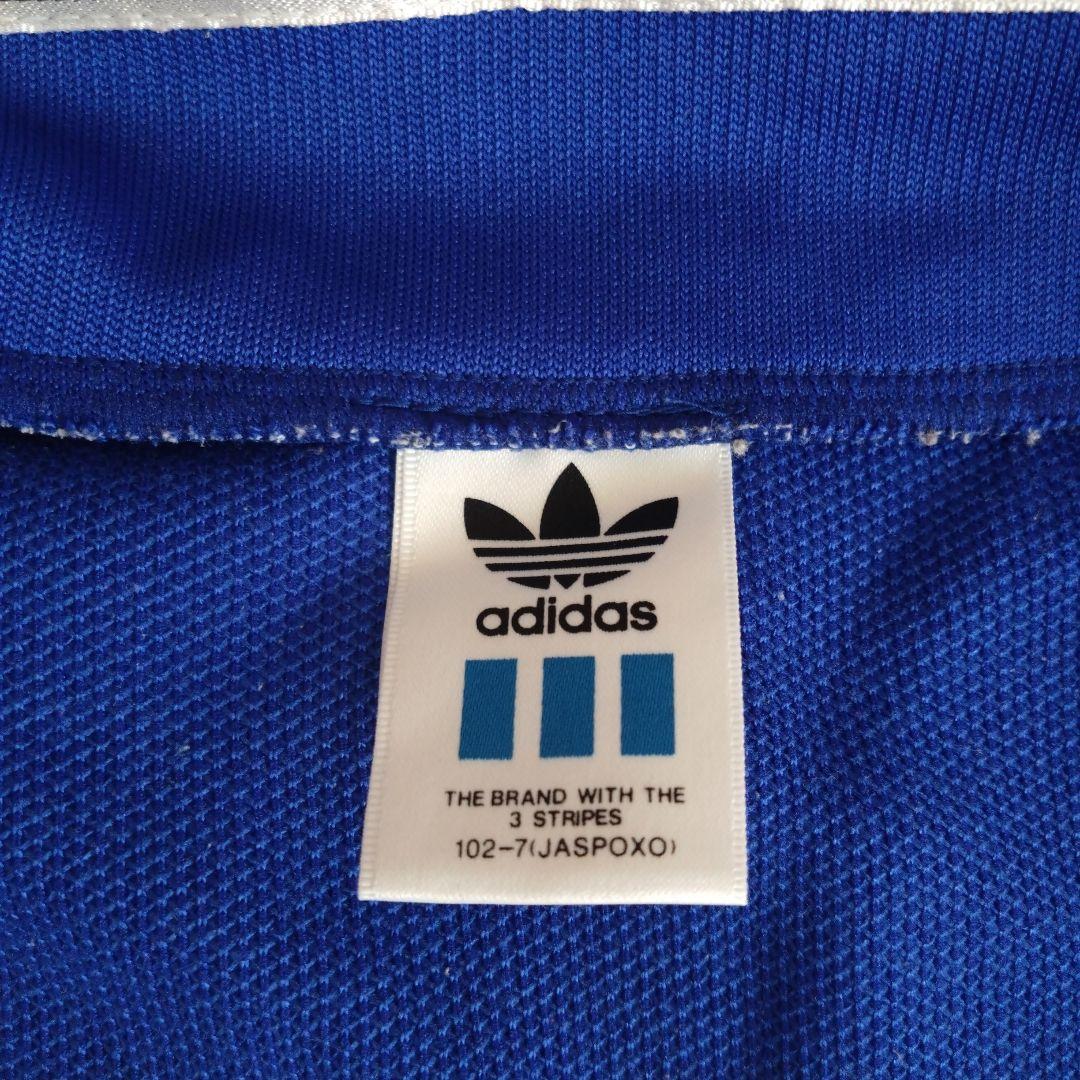 adidas
THE BRAND WITH THE
3 STRIPES
102-7(JASPOXO)